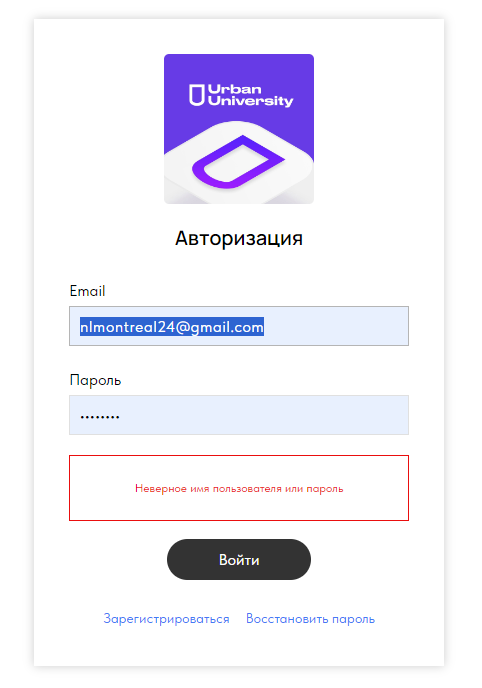 Urban
University
Авторизация
Email
nlmontreal24@gmail.com
Пароль
••••••••
Неверное имя пользователя или пароль
Войти
Зарегистрироваться Восстановить пароль